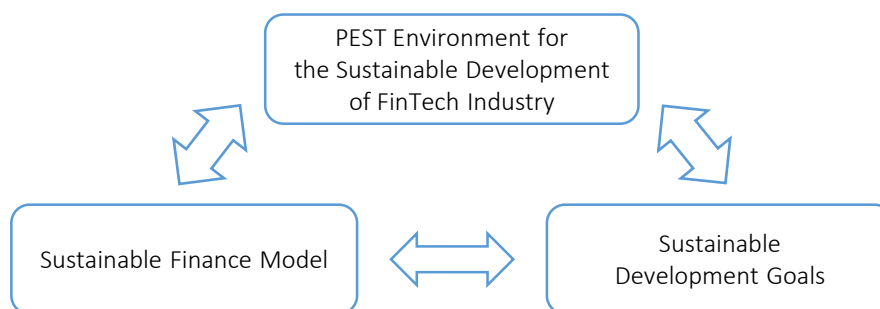 PEST Environment for
the Sustainable Development
of FinTech Industry
Sustainable Finance Model
Sustainable
Development Goals